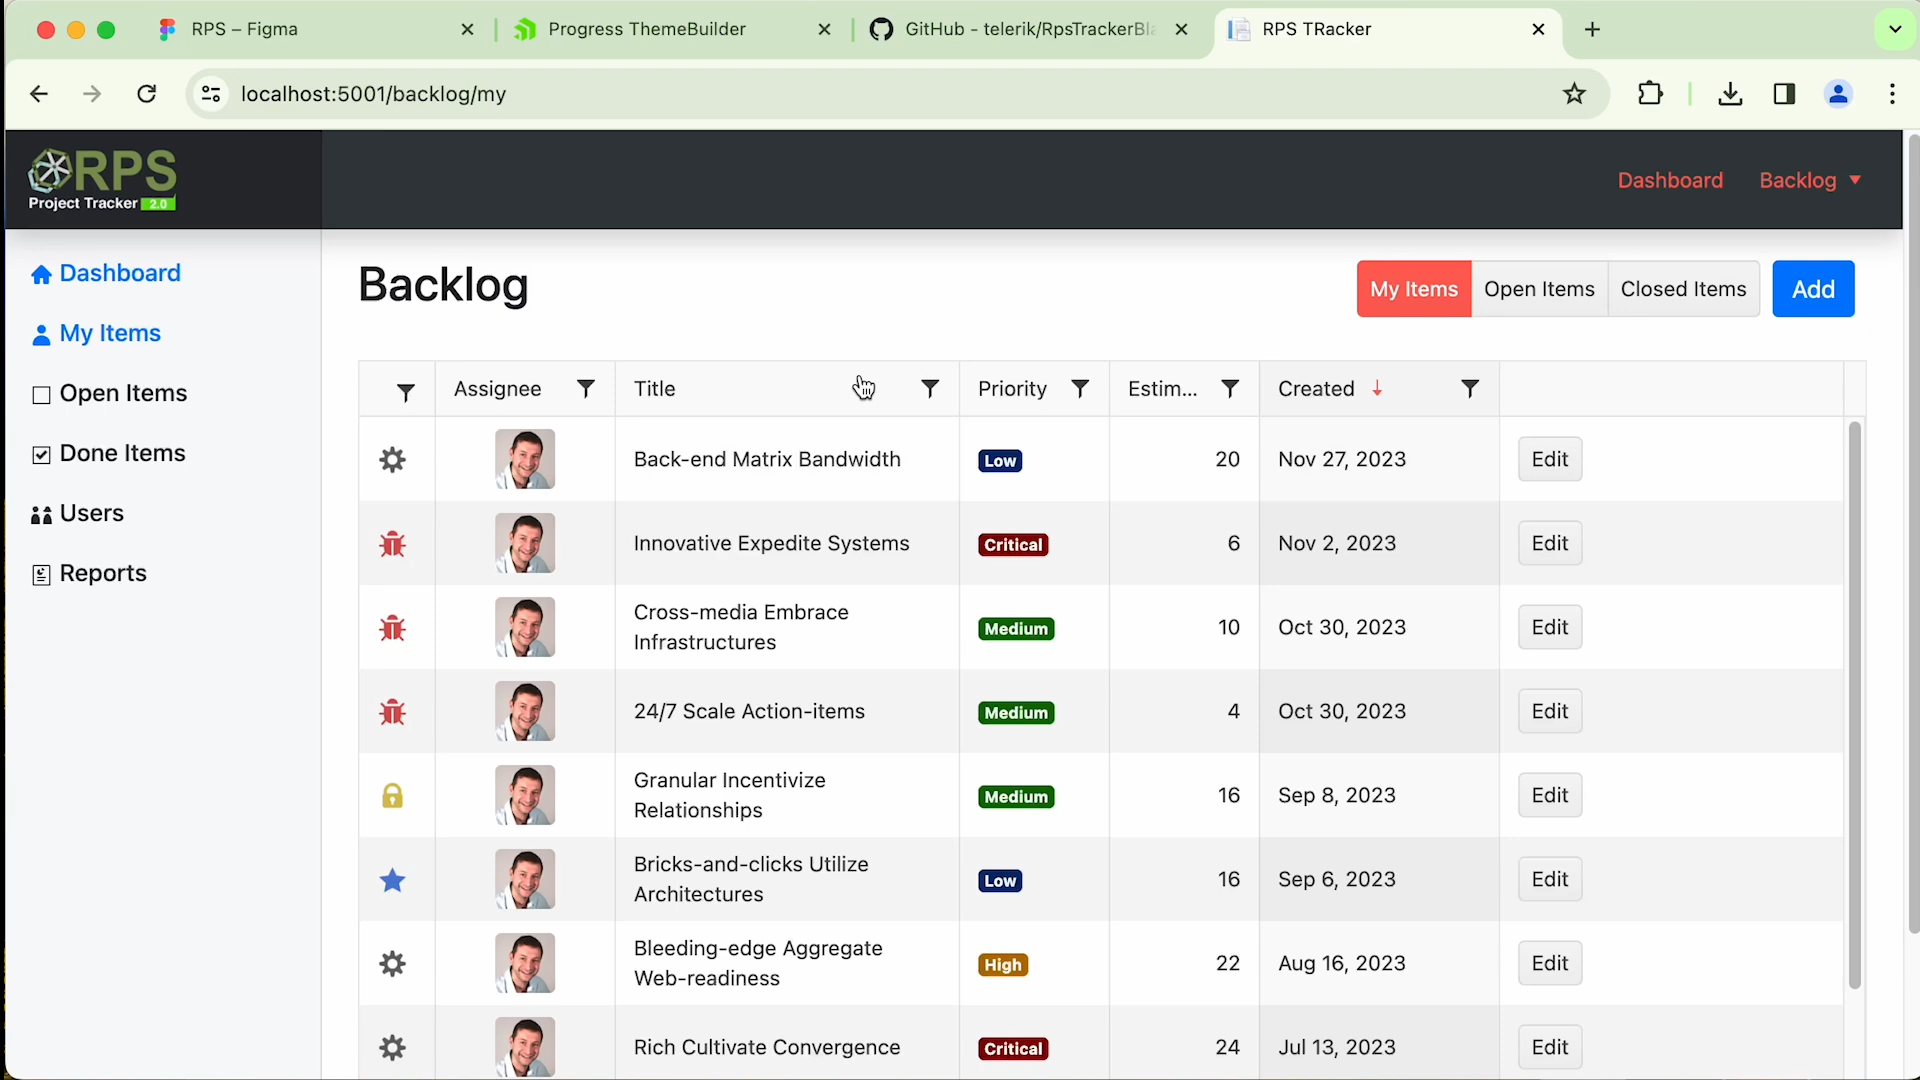 RPS – Figma
Progress ThemeBuilder
GitHub - telerik/RpsTrackerBla
RPS TRacker
localhost:5001/backlog/my
RPS
Project Tracker 2.0
Dashboard
Backlog
Dashboard
My Items
Open Items
Done Items
Users
Reports
Backlog
My Items
Open Items
Closed Items
Add
Assignee Title Priority Estim... Created
Back-end Matrix Bandwidth Low 20 Nov 27, 2023 Edit
Innovative Expedite Systems Critical 6 Nov 2, 2023 Edit
Cross-media Embrace
Infrastructures Medium 10 Oct 30, 2023 Edit
24/7 Scale Action-items Medium 4 Oct 30, 2023 Edit
Granular Incentivize
Relationships Medium 16 Sep 8, 2023 Edit
Bricks-and-clicks Utilize
Architectures Low 16 Sep 6, 2023 Edit
Bleeding-edge Aggregate
Web-readiness High 22 Aug 16, 2023 Edit
Rich Cultivate Convergence Critical 24 Jul 13, 2023 Edit